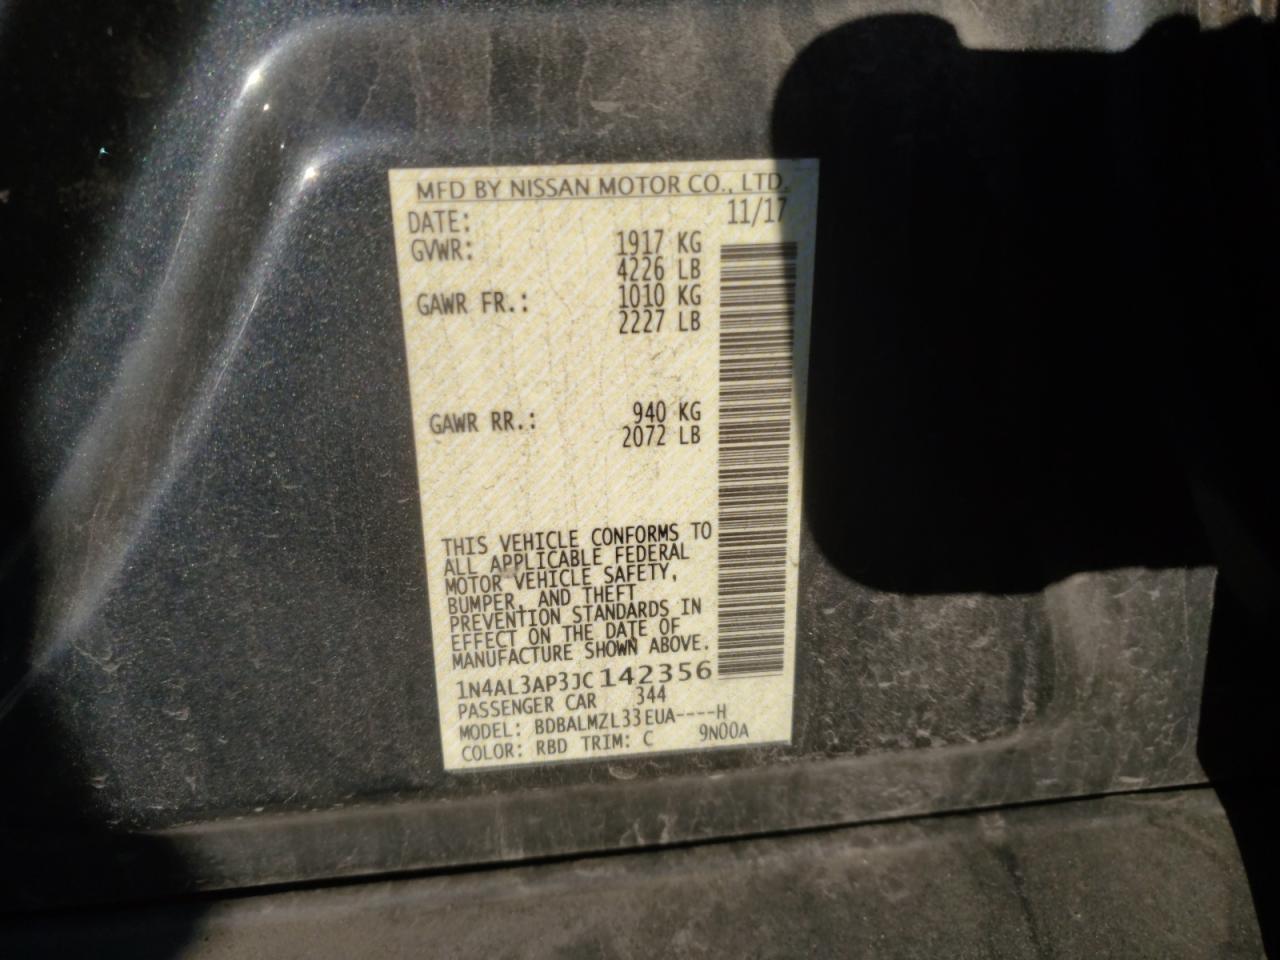 MFD BY NISSAN MOTOR CO., LTD.
DATE: 11/17
GVWR: 1917 KG
4226 LB
GAWR FR.: 1010 KG
2227 LB
GAWR RR.: 940 KG
2072 LB
THIS VEHICLE CONFORMS TO
ALL APPLICABLE FEDERAL
MOTOR VEHICLE SAFETY,
BUMPER, AND THEFT
PREVENTION STANDARDS IN
EFFECT ON THE DATE OF
MANUFACTURE SHOWN ABOVE.
1N4AL3AP3JC142356
PASSENGER CAR 344
MODEL: BDBALMZL33EUA----H
COLOR: RBD TRIM: C 9N00A